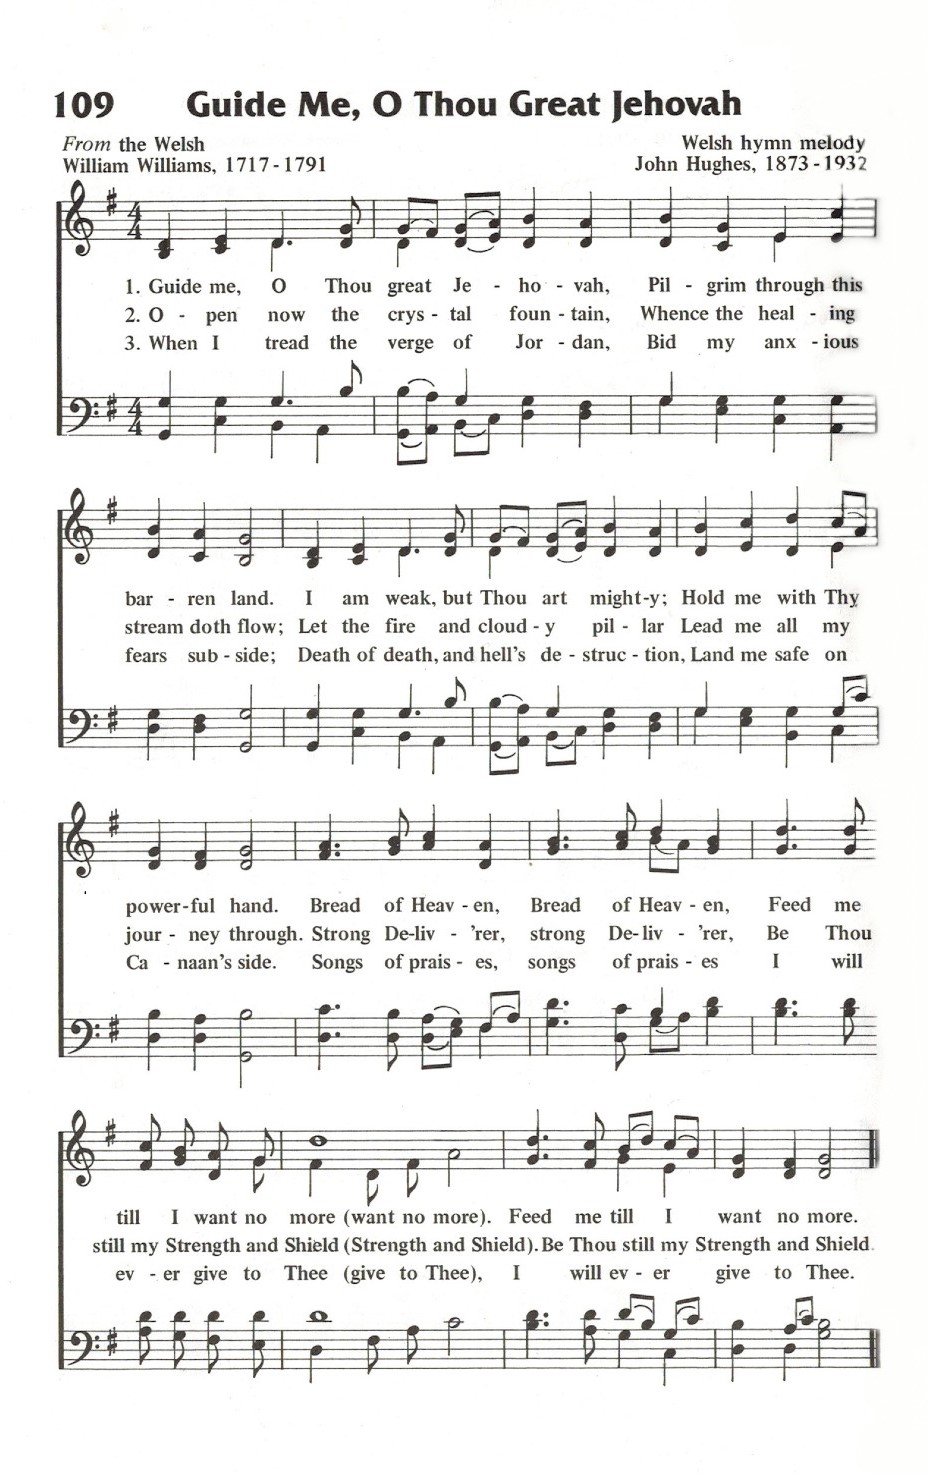 109 Guide Me, O Thou Great Jehovah
From the Welsh Welsh hymn melody
William Williams, 1717-1791 John Hughes, 1873-1932
1. Guide me, O Thou great Je - ho - vah, Pil - grim through this
2. O - pen now the crys - tal foun - tain, Whence the heal - ing
3. When I tread the verge of Jor - dan, Bid my anx - ious
bar - ren land. I am weak, but Thou art might-y; Hold me with Thy
stream doth flow; Let the fire and cloud - y pil - lar Lead me all my
fears sub - side; Death of death, and hell's de - struc - tion, Land me safe on
power-ful hand. Bread of Heav - en, Bread of Heav - en, Feed me
jour - ney through. Strong De-liv - 'rer, strong De-liv - 'rer, Be Thou
Ca - naan's side. Songs of prais - es, songs of prais - es I will
till I want no more (want no more). Feed me till I want no more.
still my Strength and Shield (Strength and Shield). Be Thou still my Strength and Shield.
ev - er give to Thee (give to Thee), I will ev - er give to Thee.